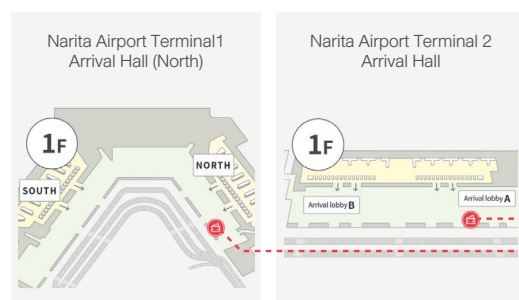 Narita Airport Terminal1
Arrival Hall (North)
1F
NORTH
SOUTH
Narita Airport Terminal 2
Arrival Hall
1F
Arrival lobby B
Arrival lobby A